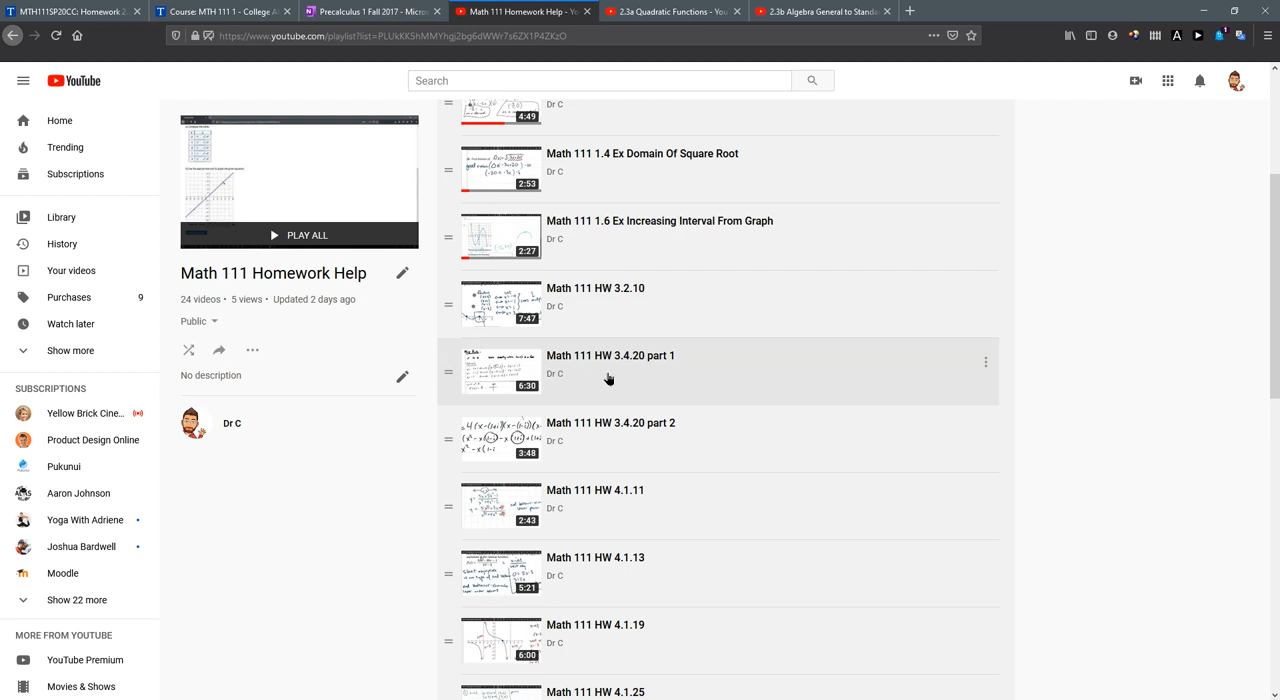 MTH111SP20CC: Homework 2.
Course: MTH 111 1 - College Al
Precalculus 1 Fall 2017 - Micros
Math 111 Homework Help - Yo
2.3a Quadratic Functions - You
2.3b Algebra General to Standa
https://www.youtube.com/playlist?list=PLUkKK5hMMYhgj2bg6dWWr7s6ZX1P4ZKzO
YouTube
Search
Home
Trending
Subscriptions
Library
History
Your videos
Purchases 9
Watch later
Show more
SUBSCRIPTIONS
Yellow Brick Cine...
Product Design Online
Pukunui
Aaron Johnson
Yoga With Adriene
Joshua Bardwell
Moodle
Show 22 more
MORE FROM YOUTUBE
YouTube Premium
Movies & Shows
PLAY ALL
Math 111 Homework Help
24 videos • 5 views • Updated 2 days ago
Public
No description
Dr C
4:49
Dr C
2:53
Math 111 1.4 Ex Domain Of Square Root
Dr C
2:27
Math 111 1.6 Ex Increasing Interval From Graph
Dr C
7:47
Math 111 HW 3.2.10
Dr C
6:30
Math 111 HW 3.4.20 part 1
Dr C
3:48
Math 111 HW 3.4.20 part 2
Dr C
2:43
Math 111 HW 4.1.11
Dr C
5:21
Math 111 HW 4.1.13
Dr C
6:00
Math 111 HW 4.1.19
Dr C
Math 111 HW 4.1.25